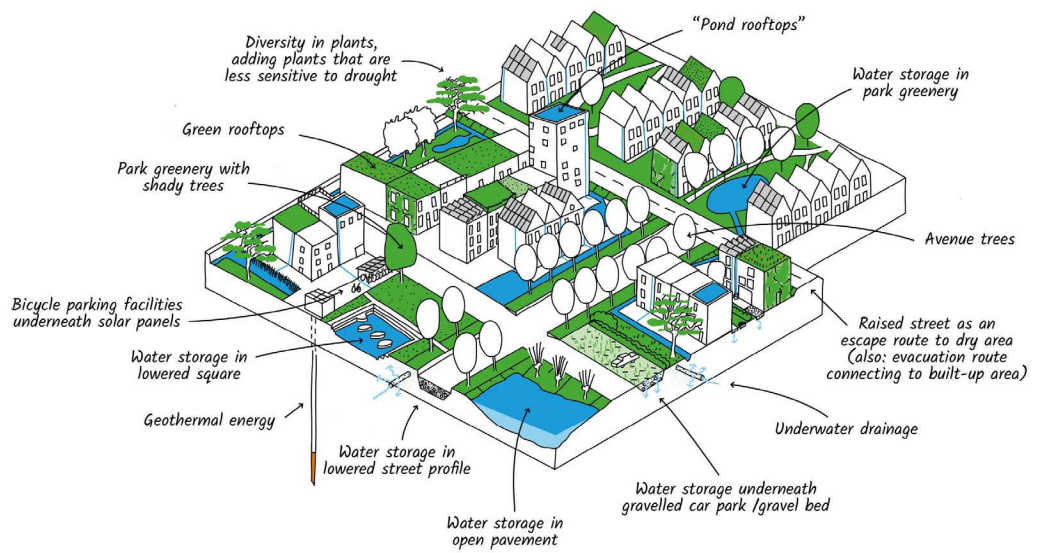 “Pond rooftops”
Diversity in plants,
adding plants that are
less sensitive to drought
Water storage in
park greenery
Green rooftops
Park greenery with
shady trees
Avenue trees
Bicycle parking facilities
underneath solar panels
Raised street as an
escape route to dry area
(also: evacuation route
connecting to built-up area)
Water storage in
lowered square
Geothermal energy
Underwater drainage
Water storage in
lowered street profile
Water storage underneath
gravelled car park /gravel bed
Water storage in
open pavement